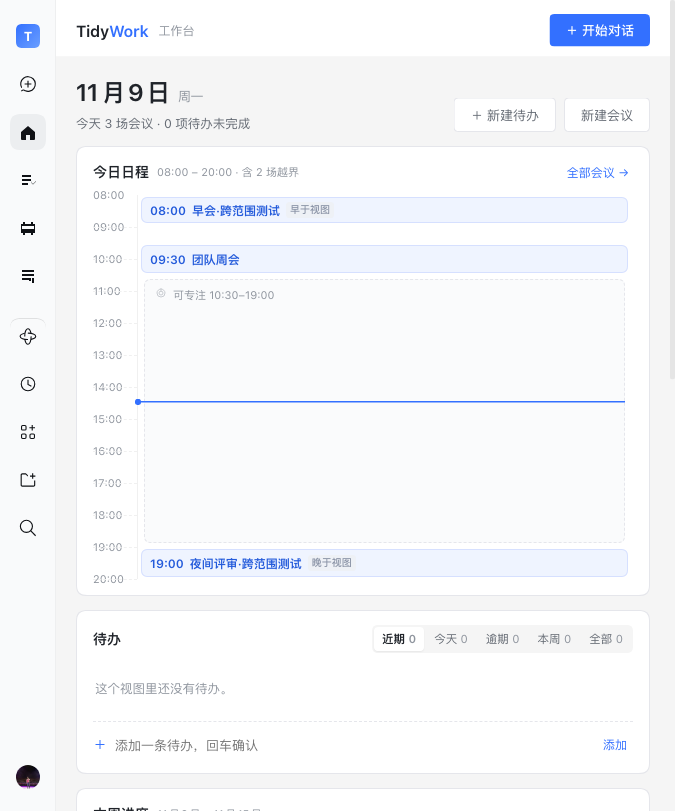 T
TidyWork 工作台
+ 开始对话
11月9日 周一
今天 3 场会议 · 0 项待办未完成
+ 新建待办
新建会议
今日日程 08:00 – 20:00 · 含 2 场越界
全部会议 →
08:00
08:00 早会·跨范围测试 早于视图
09:00
09:30 团队周会
10:00
11:00
可专注 10:30–19:00
12:00
13:00
14:00
15:00
16:00
17:00
18:00
19:00
19:00 夜间评审·跨范围测试 晚于视图
20:00
待办
近期 0 今天 0 逾期 0 本周 0 全部 0
这个视图里还没有待办。
+ 添加一条待办，回车确认
添加